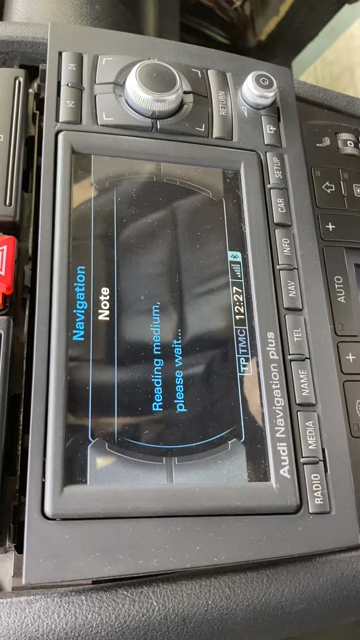 Navigation
Note
Reading medium,
please wait...
TP TMC 12:27
Audi Navigation plus
RADIO
MEDIA
NAME
TEL
NAV
INFO
CAR
SETUP
RETURN
AUTO